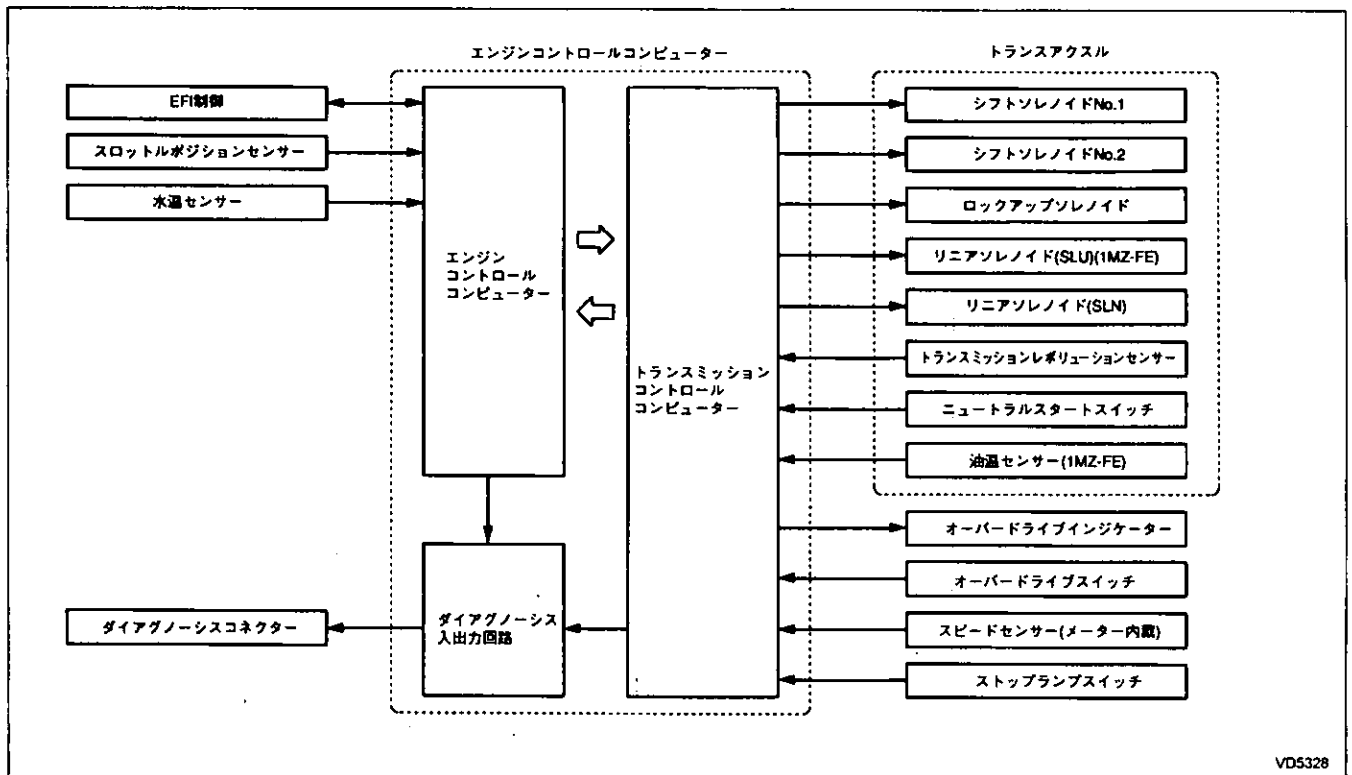 エンジンコントロールコンピューター
トランスアクスル
EFI制御
スロットルポジションセンサー
水温センサー
エンジン
コントロール
コンピューター
トランスミッション
コントロール
コンピューター
シフトソレノイドNo.1
シフトソレノイドNo.2
ロックアップソレノイド
リニアソレノイド(SLU)(1MZ-FE)
リニアソレノイド(SLN)
トランスミッションレボリューションセンサー
ニュートラルスタートスイッチ
油温センサー(1MZ-FE)
オーバードライブインジケーター
オーバードライブスイッチ
スピードセンサー(メーター内蔵)
ストップランプスイッチ
ダイアグノーシスコネクター
ダイアグノーシス
入出力回路
VD5328